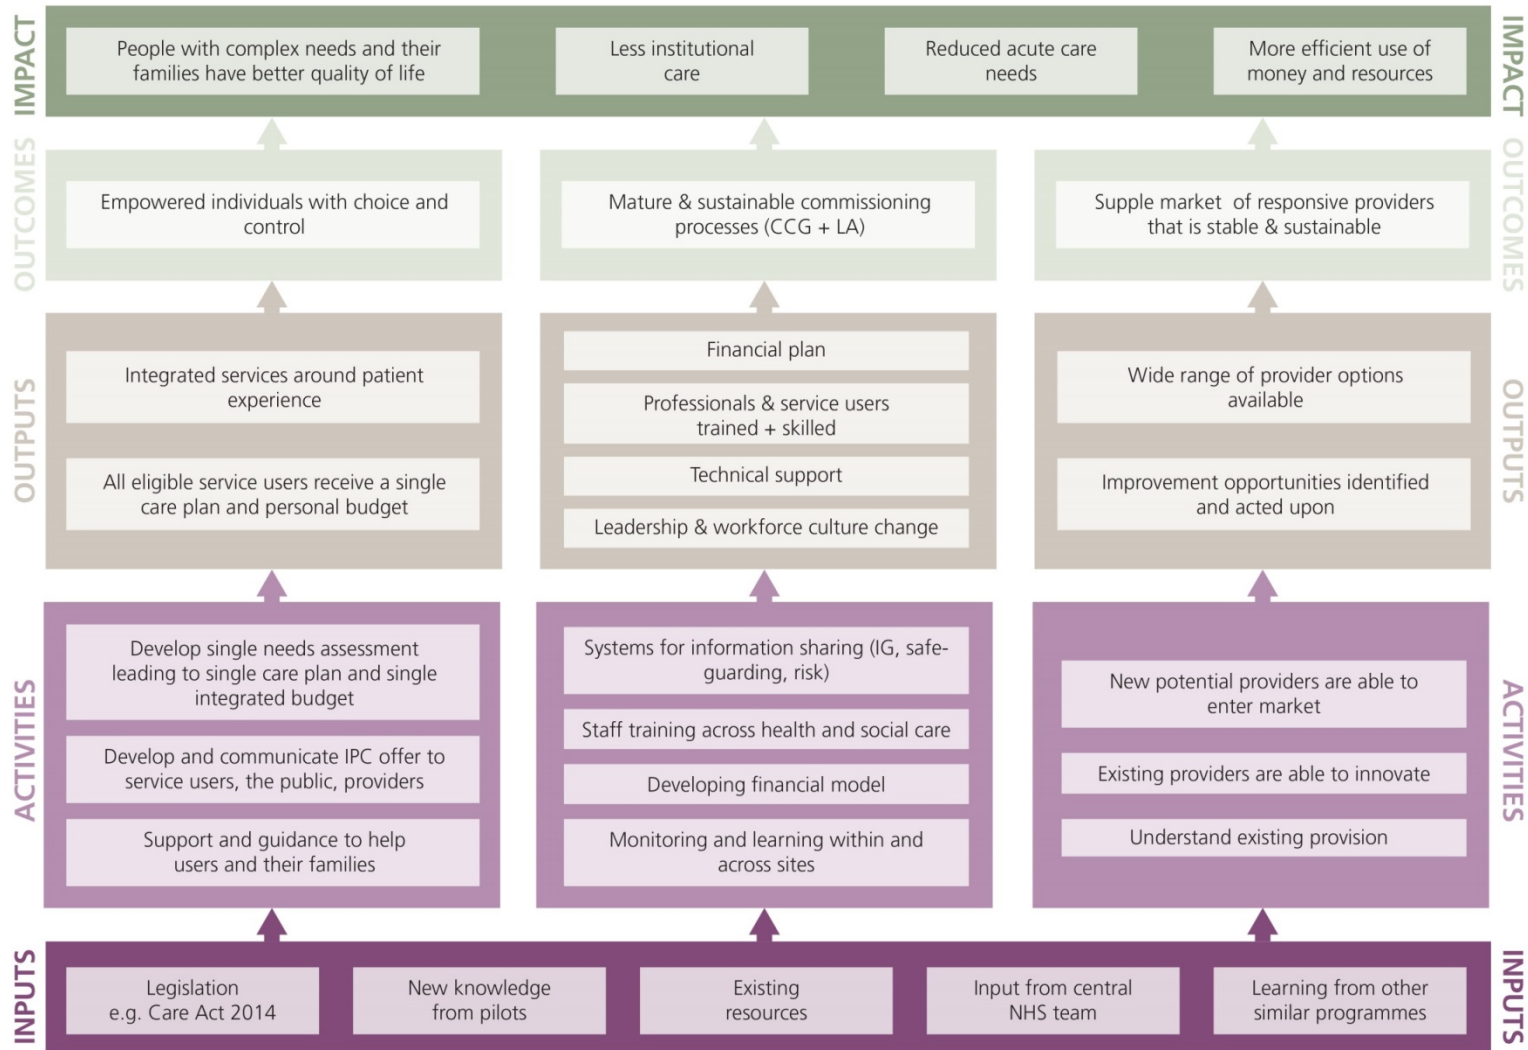 IMPACT
People with complex needs and their
families have better quality of life
Less institutional
care
Reduced acute care
needs
More efficient use of
money and resources
IMPACT
OUTCOMES
Empowered individuals with choice and
control
Mature & sustainable commissioning
processes (CCG + LA)
Supple market of responsive providers
that is stable & sustainable
OUTCOMES
OUTPUTS
Integrated services around patient
experience
All eligible service users receive a single
care plan and personal budget
Financial plan
Professionals & service users
trained + skilled
Technical support
Leadership & workforce culture change
Wide range of provider options
available
Improvement opportunities identified
and acted upon
OUTPUTS
ACTIVITIES
Develop single needs assessment
leading to single care plan and single
integrated budget
Develop and communicate IPC offer to
service users, the public, providers
Support and guidance to help
users and their families
Systems for information sharing (IG, safe-
guarding, risk)
Staff training across health and social care
Developing financial model
Monitoring and learning within and
across sites
New potential providers are able to
enter market
Existing providers are able to innovate
Understand existing provision
ACTIVITIES
INPUTS
Legislation
e.g. Care Act 2014
New knowledge
from pilots
Existing
resources
Input from central
NHS team
Learning from other
similar programmes
INPUTS